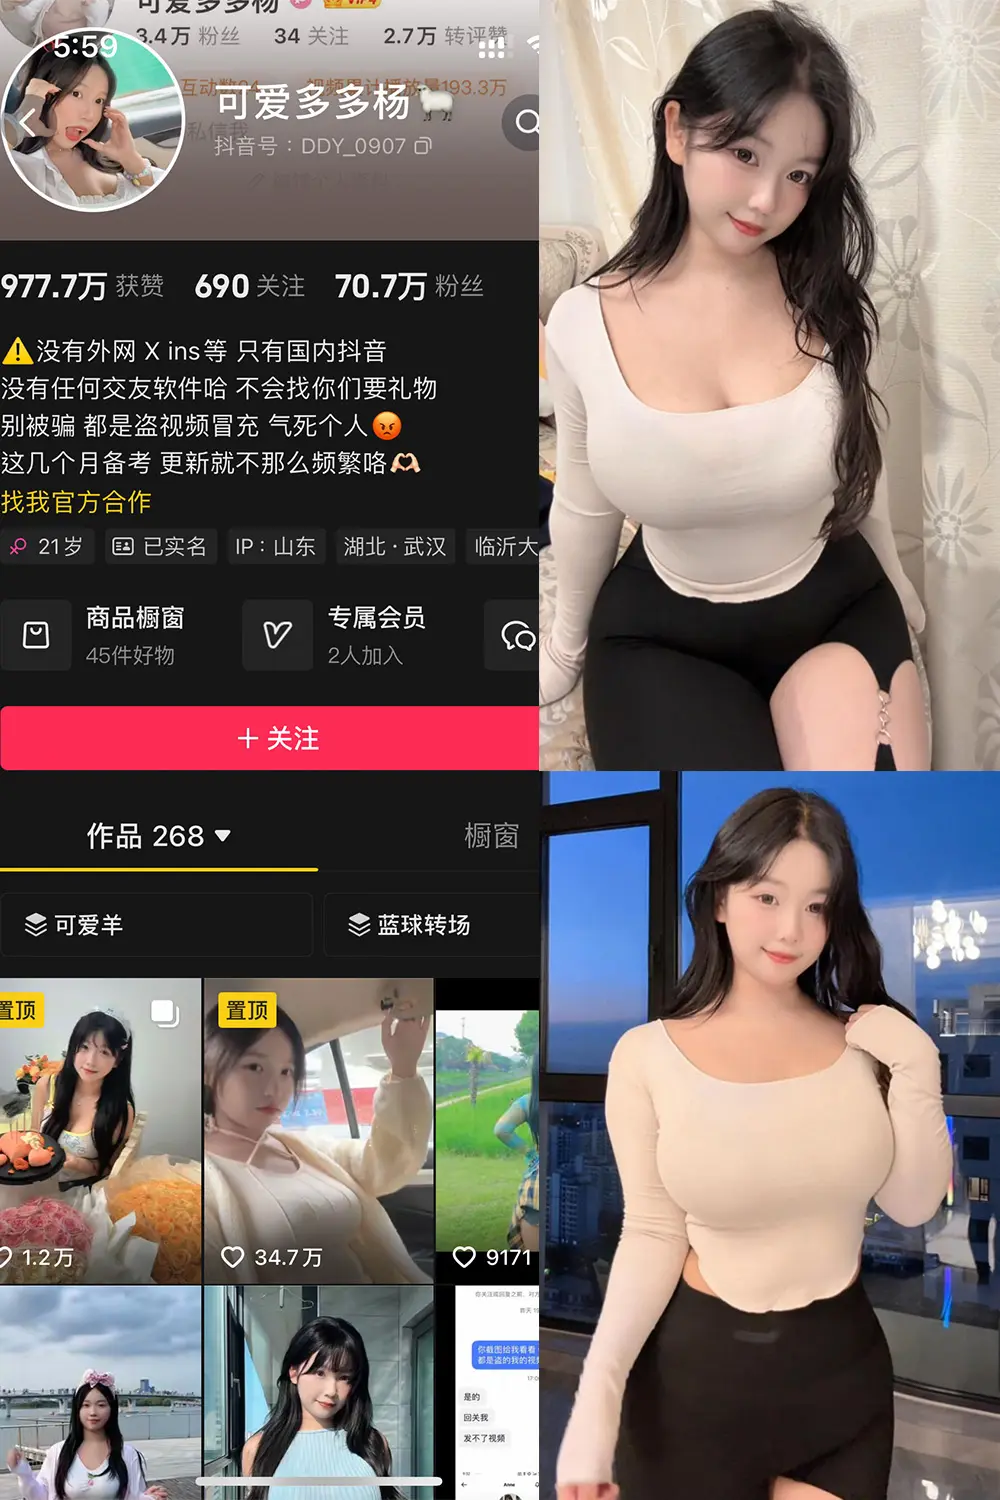 可爱多多杨
VIP4
3.4万 粉丝 34 关注 2.7万 转评赞
5:59
视频累计播放量193.3万
可爱多多杨
私信我
抖音号：DDY_0907
977.7万 获赞 690 关注 70.7万 粉丝
没有外网 X ins等 只有国内抖音
没有任何交友软件哈 不会找你们要礼物
别被骗 都是盗视频冒充 气死个人
这几个月备考 更新就不那么频繁咯
找我官方合作
21岁 已实名 IP：山东 湖北·武汉 临沂大
商品橱窗
45件好物
专属会员
2人加入
+ 关注
作品 268
橱窗
可爱羊
蓝球转场
置顶
置顶
1.2万
34.7万
9171
昨天
你截图给我看看
都是盗的我的视频
是的
回关我
发不了视频
Anne